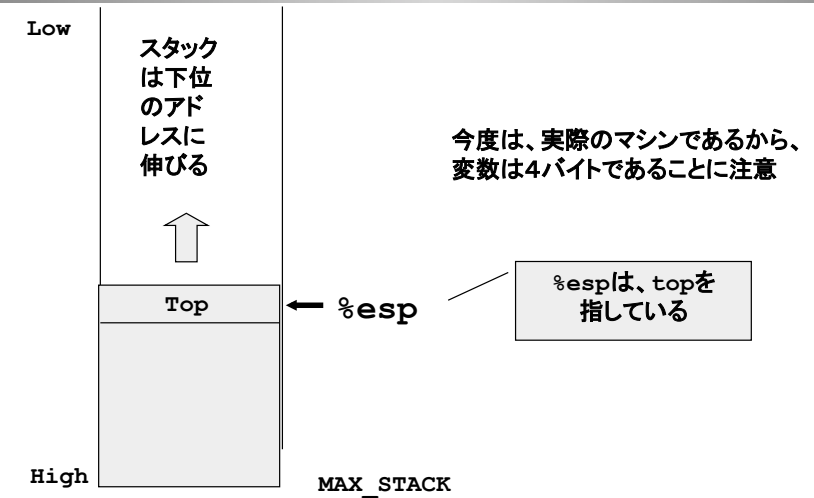 Low
スタック
は下位
のアド
レスに
伸びる
今度は、実際のマシンであるから、
変数は4バイトであることに注意
Top
%esp
%espは、topを
指している
High
MAX_STACK